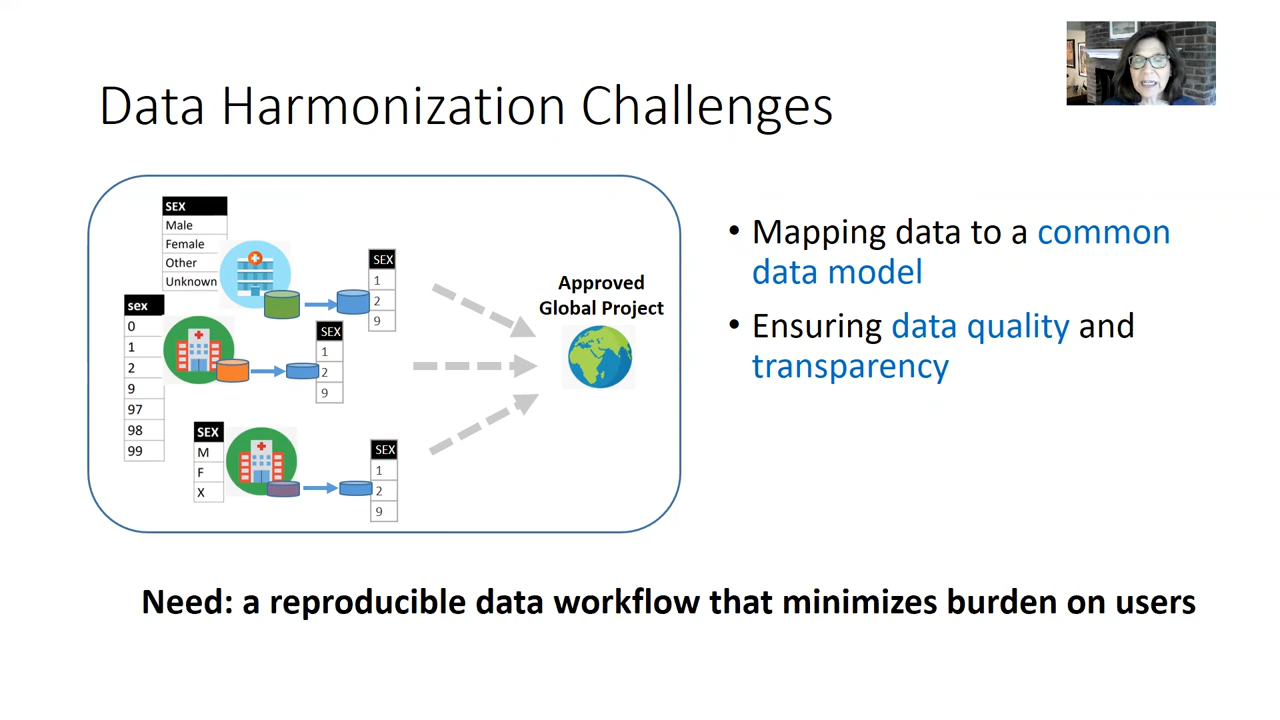 Data Harmonization Challenges
SEX
Male
Female
Other
Unknown
SEX
1
2
9
sex
0
1
2
9
97
98
99
SEX
1
2
9
SEX
M
F
X
SEX
1
2
9
Approved
Global Project
• Mapping data to a common
data model
• Ensuring data quality and
transparency
Need: a reproducible data workflow that minimizes burden on users